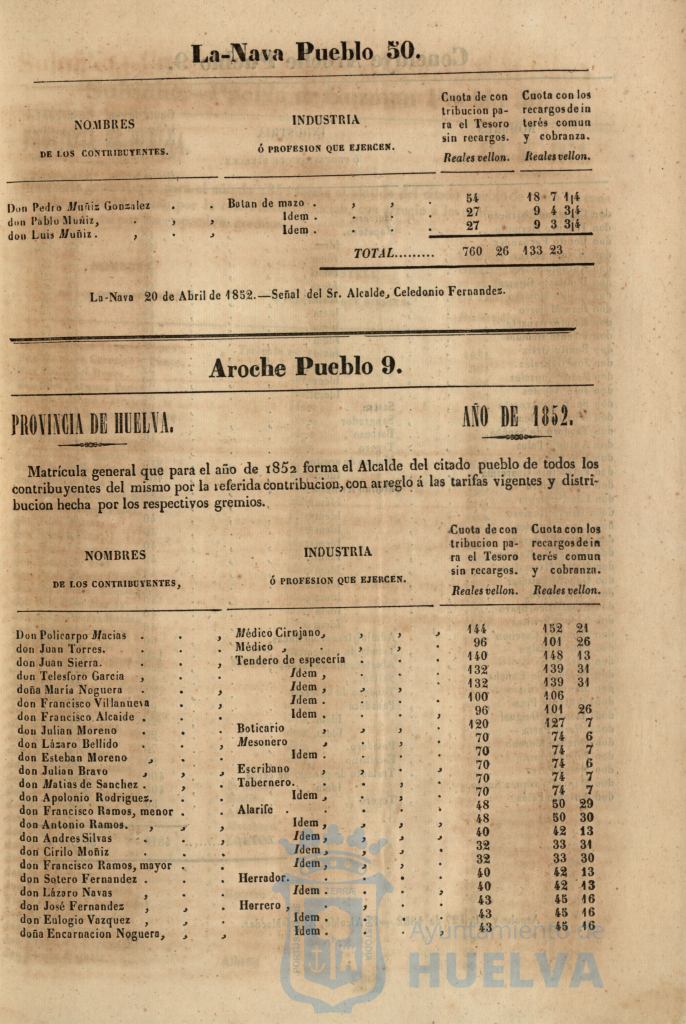 La-Nava Pueblo 50.
NOMBRES
DE LOS CONTRIBUYENTES.
INDUSTRIA
Ó PROFESION QUE EJERCEN.
Cuota de con
tribucion pa-
ra el Tesoro
sin recargos.
Reales vellon.
Cuota con los
recargos de in
terés comun
y cobranza.
Reales vellon.
Don Pedro Muñiz Gonzalez . . Batan de mazo . , , . 54 18 7 1|4
don Pablo Muñiz, . , , Idem . . . . 27 9 4 3|4
don Luis Muñiz. . , . , Idem . . . . 27 9 3 3|4
TOTAL......... 760 26 133 23
La-Nava 20 de Abril de 1852.—Señal del Sr. Alcalde, Celedonio Fernandez.
Aroche Pueblo 9.
PROVINCIA DE HUELVA. AÑO DE 1852.
Matrícula general que para el año de 1852 forma el Alcalde del citado pueblo de todos los
contribuyentes del mismo por la referida contribucion, con arreglo á las tarifas vigentes y distri-
bucion hecha por los respectivos gremios.
NOMBRES
DE LOS CONTRIBUYENTES,
INDUSTRIA
Ó PROFESION QUE EJERCEN.
Cuota de con
tribucion pa-
ra el Tesoro
sin recargos.
Reales vellon.
Cuota con los
recargos de in
terés comun
y cobranza.
Reales vellon.
Don Policarpo Macias . . , Médico Cirujano, , , , 144 152 21
don Juan Torres. . . . Médico , . , . 96 101 26
don Juan Sierra. . . , Tendero de especería . . . 140 148 13
don Telesforo Garcia , . , Idem , . . . 132 139 31
doña María Noguera . . . Idem , , , . 132 139 31
don Francisco Villanueva . , Idem . . . . 100 106
don Francisco Alcaide . . . Idem . . . . 96 101 26
don Julian Moreno . . . Boticario . . , . 120 127 7
don Lázaro Bellido . . , Mesonero , . , . 70 74 6
don Esteban Moreno , . . Idem . . . . 70 74 7
don Julian Bravo , , , Escribano . . . , 70 74 6
don Matias de Sanchez . . . Tabernero. . . . . 70 74 7
don Apolonio Rodriguez. . , Idem , . . . 70 74 7
don Francisco Ramos, menor . . Alarife . . . . . 48 50 29
don Antonio Ramos. , , , Idem , , . . 48 50 30
don Andres Silvas . . , Idem , , . . 40 42 13
don Cirilo Moñiz . . . Idem, , , . 32 33 31
don Francisco Ramos, mayor . . Idem, , . . 32 33 30
don Sotero Fernandez . . . Herrador. . . . . 40 42 13
don Lázaro Navas , . , Idem . . . . 40 42 13
don José Fernandez , , . Herrero , . . . . 43 45 16
don Eulogio Vazquez , , . Idem . . . . 43 45 16
doña Encarnacion Noguera, , , Idem . . . . 43 45 16
Ayuntamiento de
HUELVA